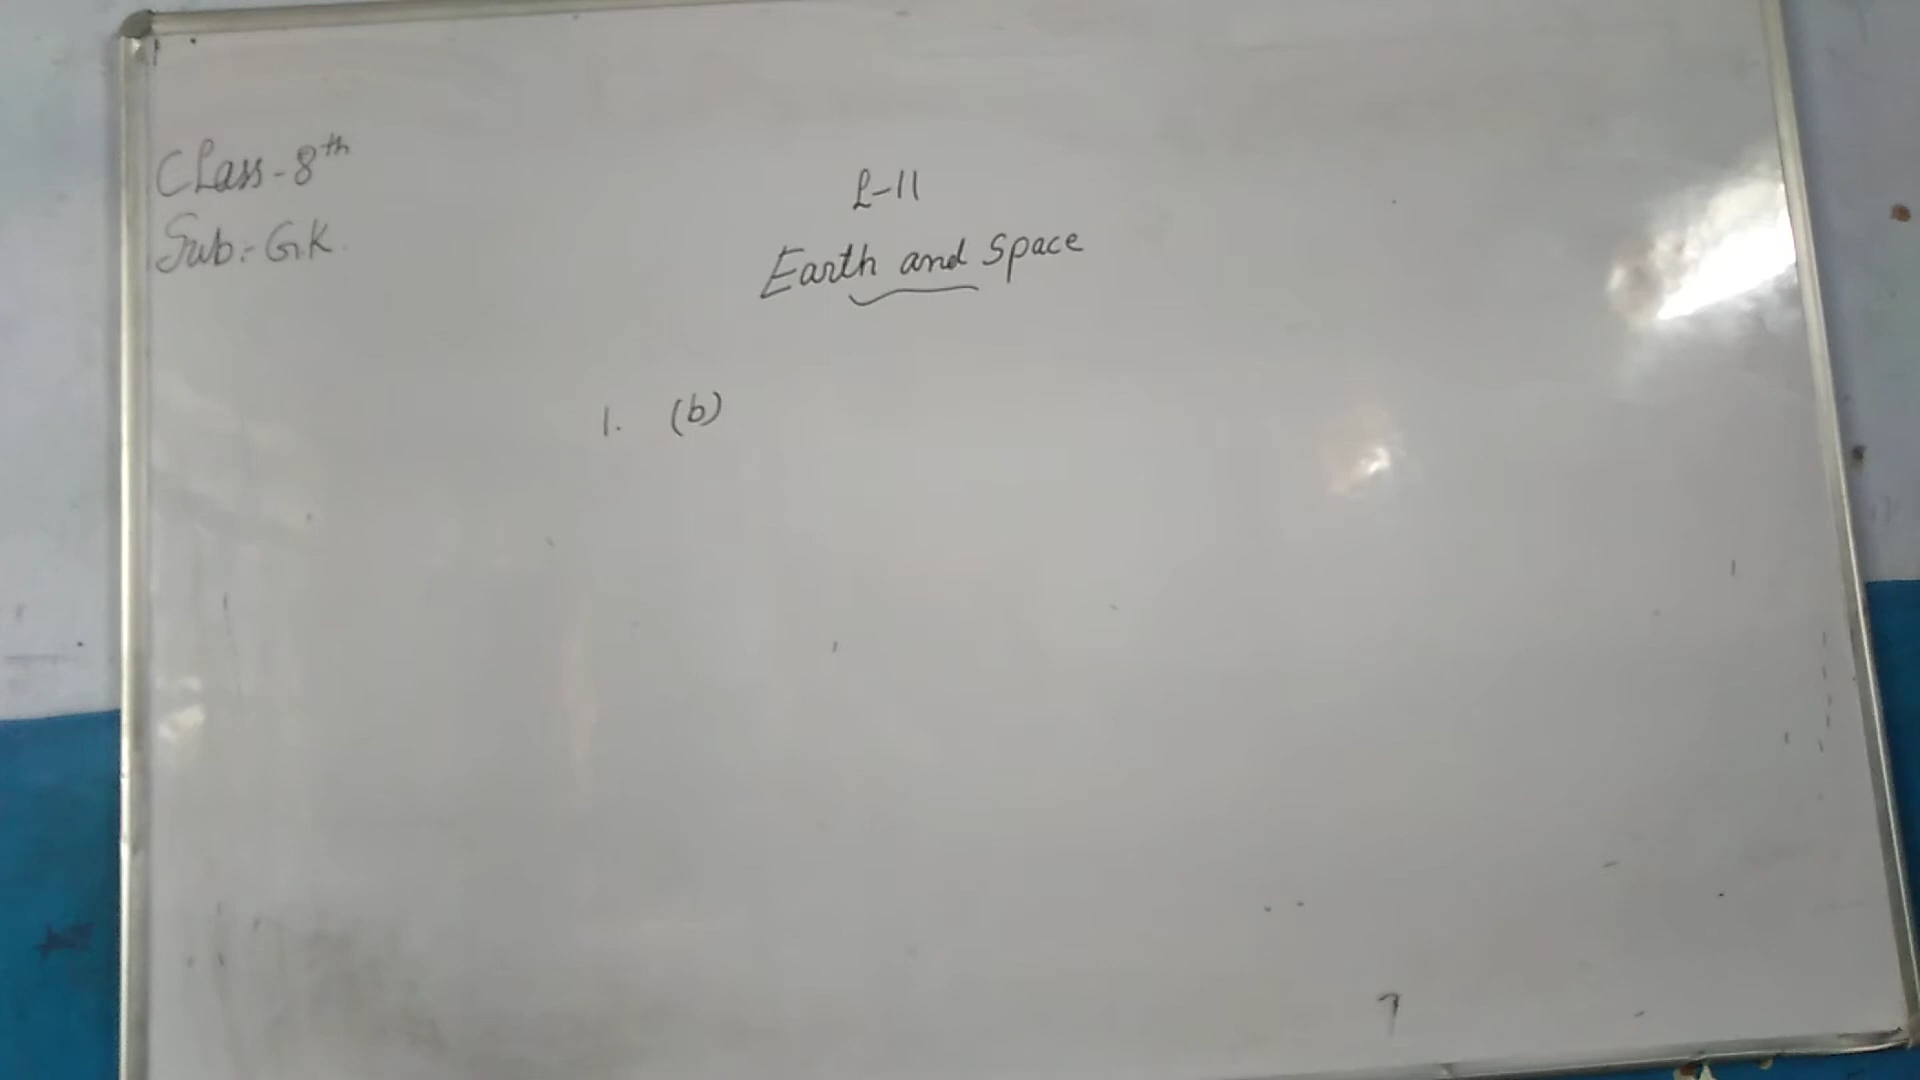 Class-8th
Sub:- G.K.
L-11
Earth and Space
1. (b)